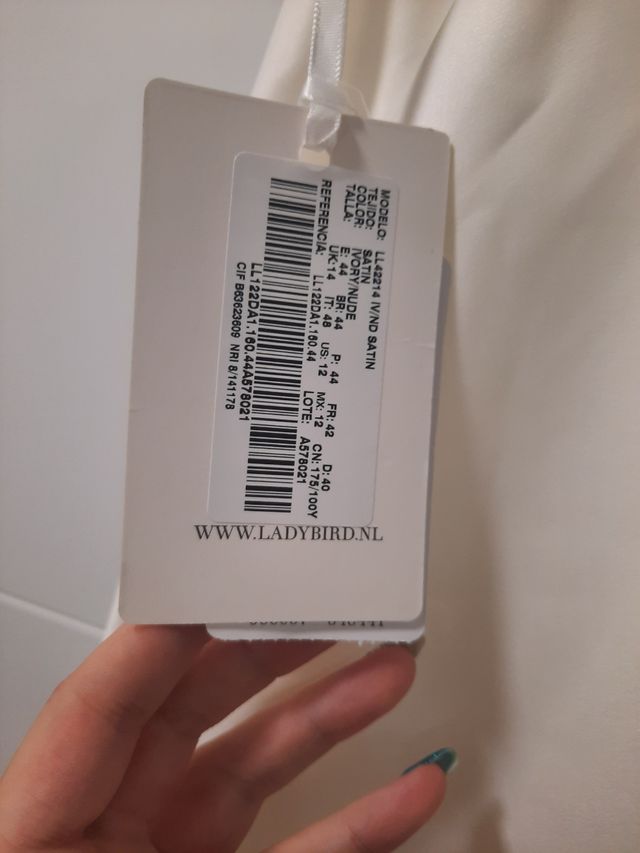 MODELO: LL42214 IV/ND SATIN
TEJIDO: SATIN
COLOR: IVORY/NUDE
TALLA: E: 44 BR: 44 P: 44 FR: 42 D: 40
UK:14 IT: 48 US: 12 MX: 12 CN: 175/100Y
REFERENCIA: LL122DA1.160.44 LOTE: A578021
LL122DA1.160.44A578021
CIF B63623609 NRI 8/141178
WWW.LADYBIRD.NL